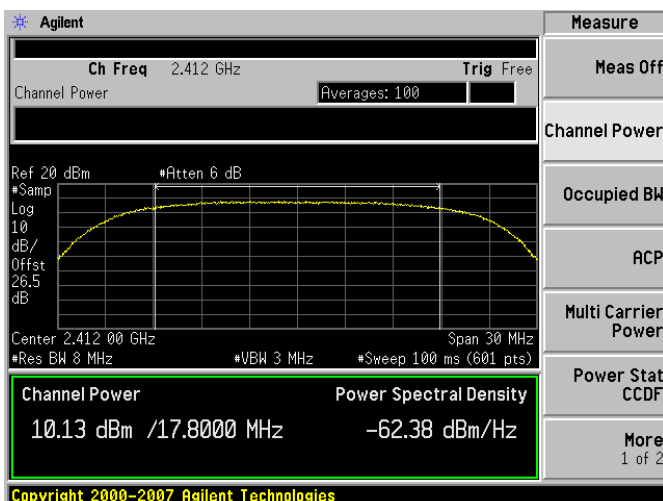 Agilent
Measure
Ch Freq 2.412 GHz Trig Free
Channel Power Averages: 100
Ref 20 dBm #Atten 6 dB
#Samp
Log
10
dB/
Offst
26.5
dB
Center 2.412 00 GHz Span 30 MHz
#Res BW 8 MHz #VBW 3 MHz #Sweep 100 ms (601 pts)
Channel Power Power Spectral Density
10.13 dBm /17.8000 MHz -62.38 dBm/Hz
Copyright 2000-2007 Agilent Technologies
Meas Off
Channel Power
Occupied BW
ACP
Multi Carrier
Power
Power Stat
CCDF
More
1 of 2